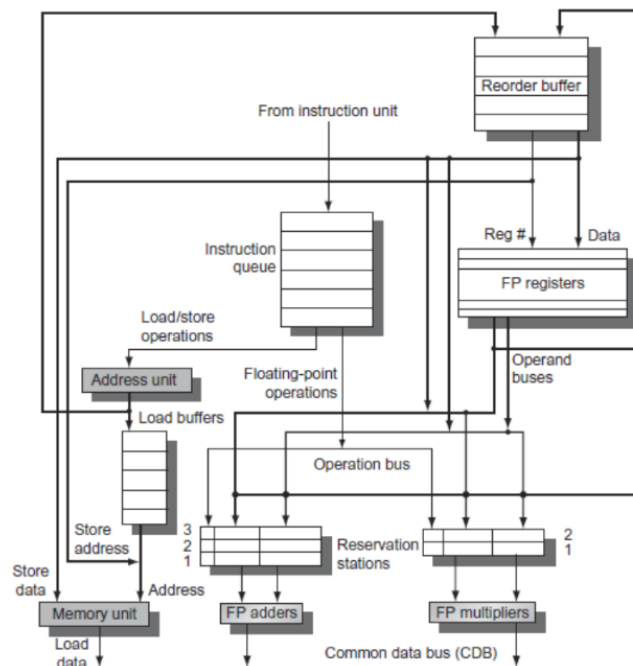 Reorder buffer
From instruction unit
Reg #
Data
Instruction
queue
FP registers
Load/store
operations
Operand
buses
Address unit
Floating-point
operations
Load buffers
Operation bus
Store
address
3
2
1
Reservation
stations
2
1
Store
data
Address
Memory unit
FP adders
FP multipliers
Load
data
Common data bus (CDB)